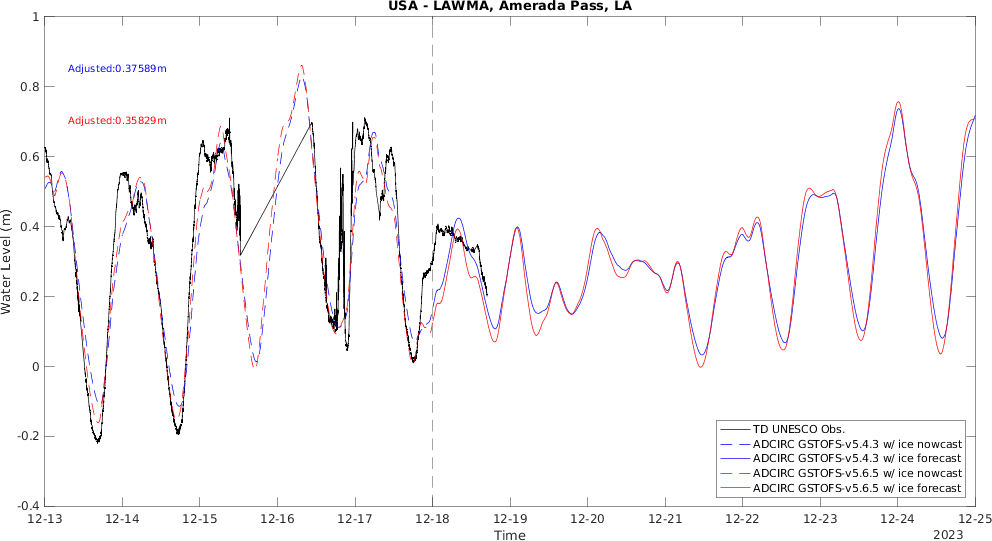 USA - LAWMA, Amerada Pass, LA
1
0.8
0.6
0.4
0.2
0
-0.2
-0.4
Water Level (m)
Adjusted:0.37589m
Adjusted:0.35829m
TD UNESCO Obs.
ADCIRC GSTOFS-v5.4.3 w/ ice nowcast
ADCIRC GSTOFS-v5.4.3 w/ ice forecast
ADCIRC GSTOFS-v5.6.5 w/ ice nowcast
ADCIRC GSTOFS-v5.6.5 w/ ice forecast
12-13 12-14 12-15 12-16 12-17 12-18 12-19 12-20 12-21 12-22 12-23 12-24 12-25
Time
2023